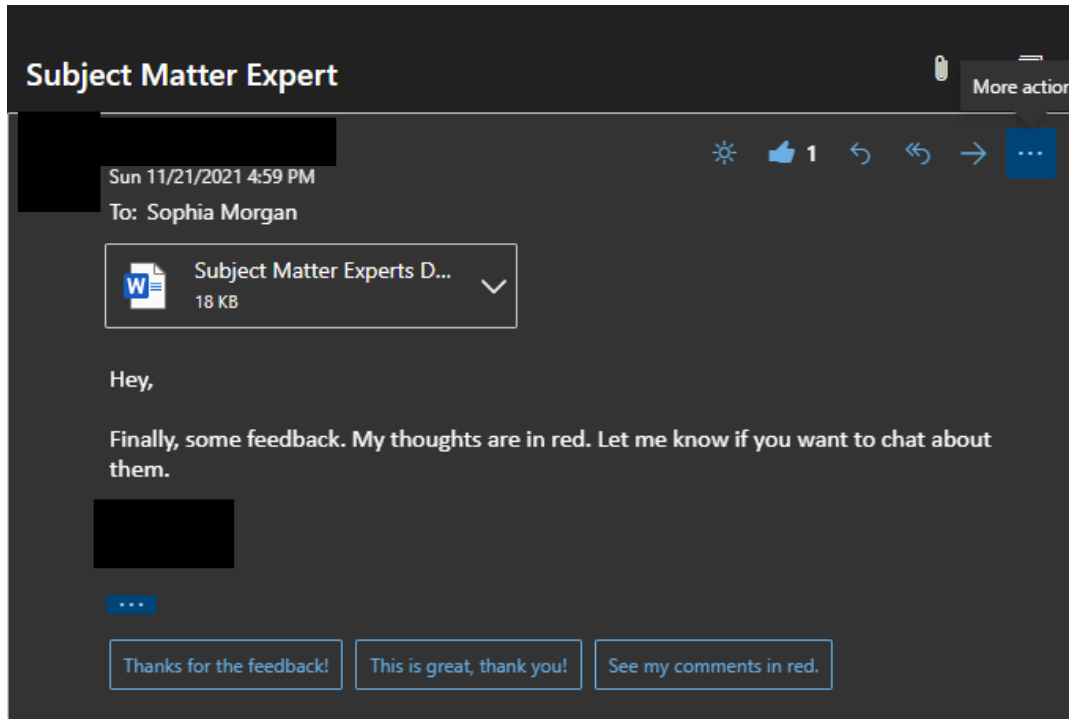 Subject Matter Expert
More action
1
Sun 11/21/2021 4:59 PM
To: Sophia Morgan
W
Subject Matter Experts D...
18 KB
Hey,
Finally, some feedback. My thoughts are in red. Let me know if you want to chat about
them.
Thanks for the feedback!
This is great, thank you!
See my comments in red.